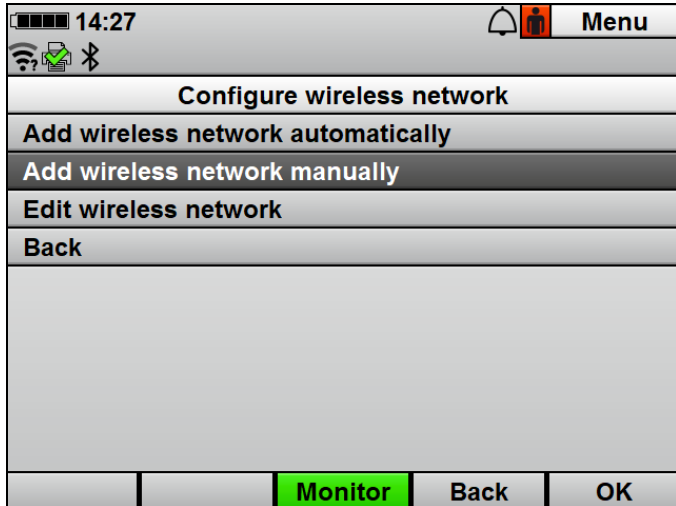 14:27 Menu
?
Configure wireless network
Add wireless network automatically
Add wireless network manually
Edit wireless network
Back
Monitor Back OK